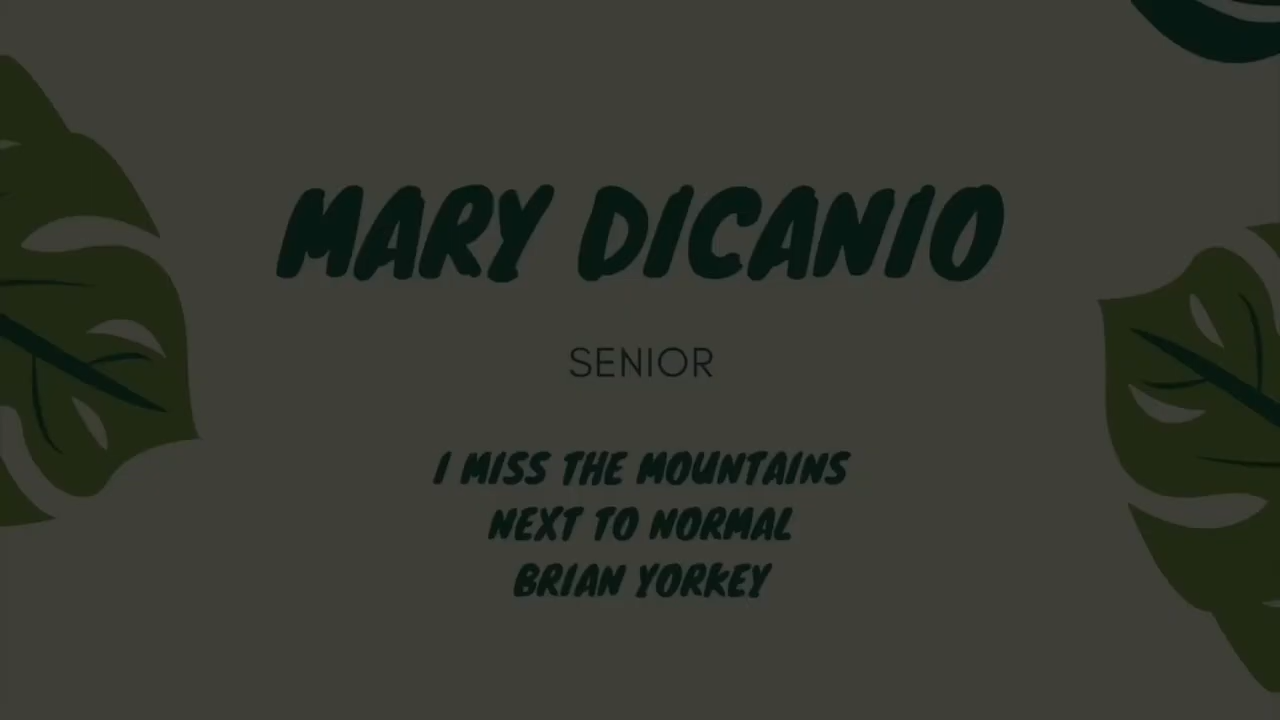 MARY DICANIO
SENIOR
I MISS THE MOUNTAINS
NEXT TO NORMAL
BRIAN YORKEY